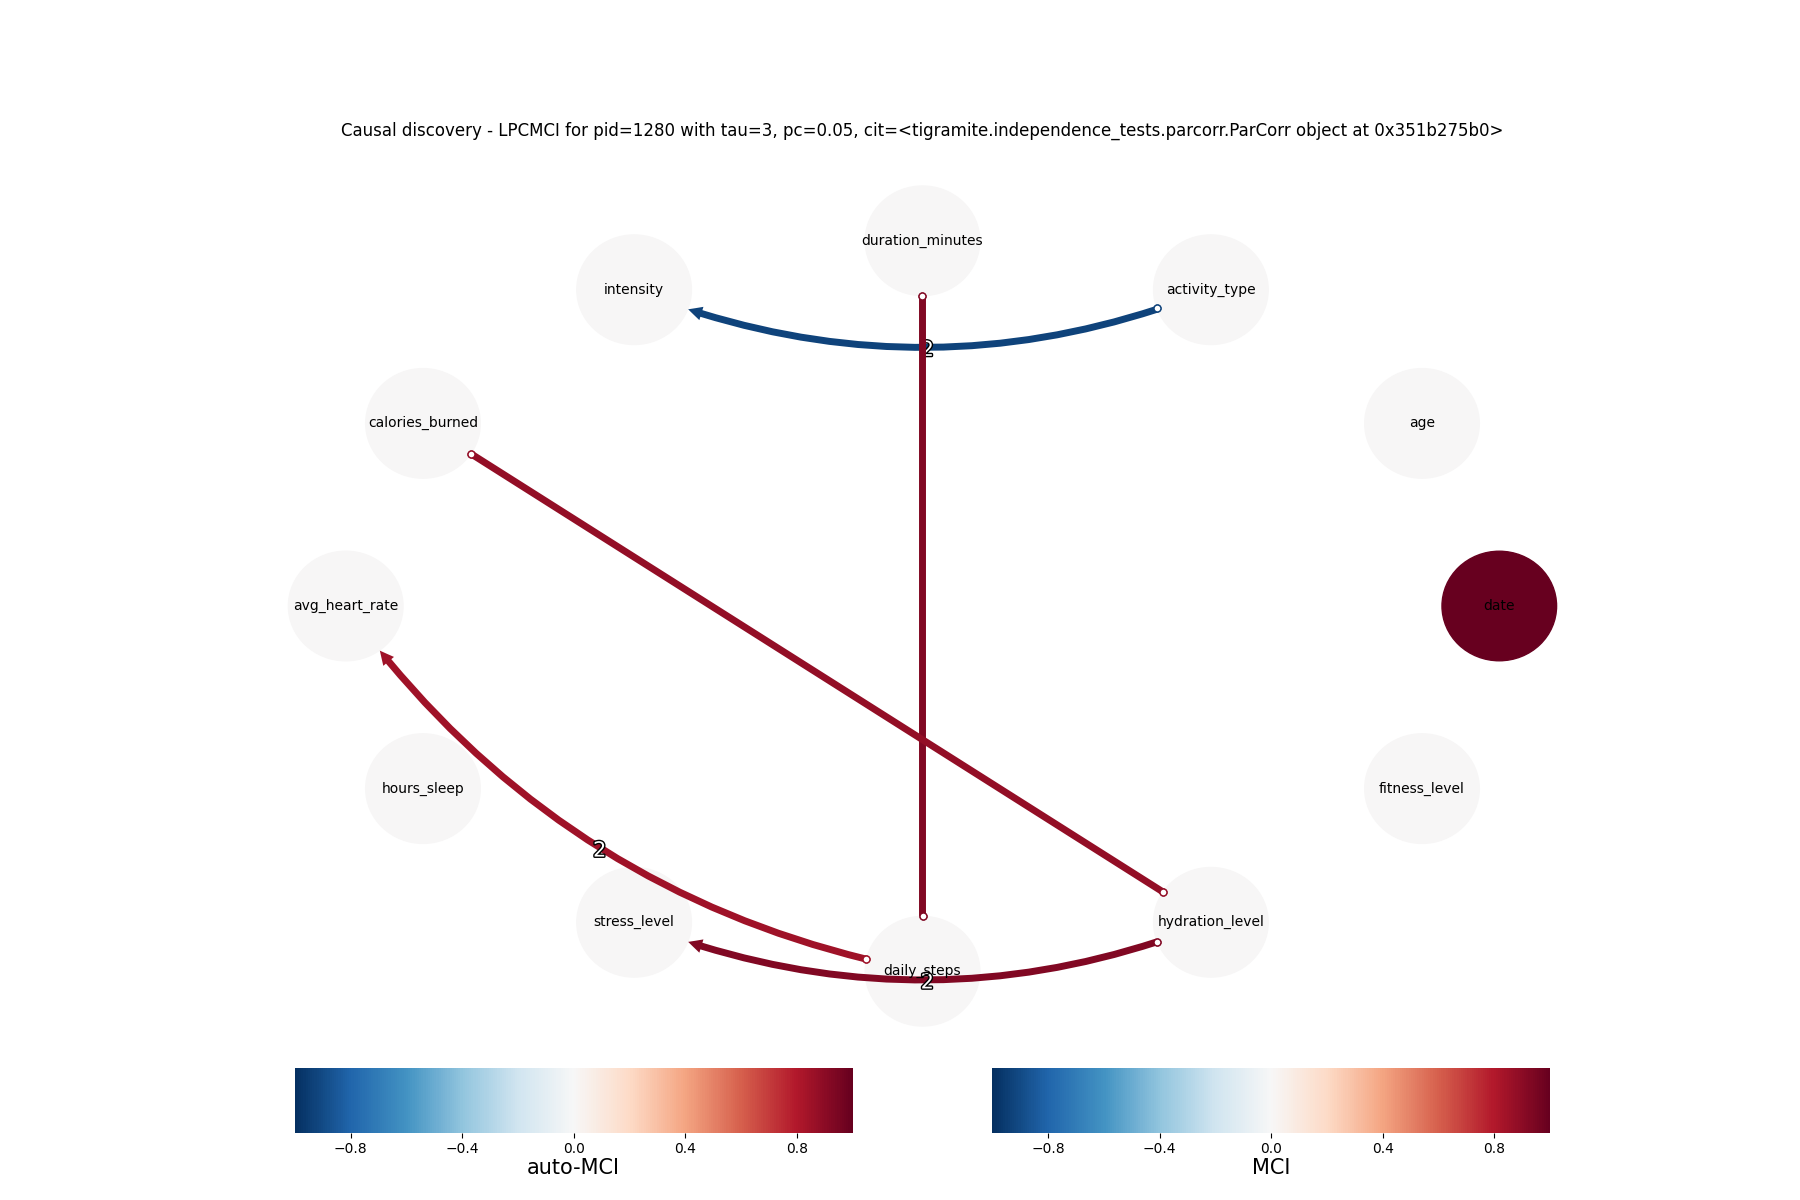 Causal discovery - LPCMCI for pid=1280 with tau=3, pc=0.05, cit=<tigramite.independence_tests.parcorr.ParCorr object at 0x351b275b0>
duration_minutes
intensity
activity_type
2
calories_burned
age
avg_heart_rate
date
hours_sleep
fitness_level
2
stress_level
hydration_level
daily_steps
2
−0.8 −0.4 0.0 0.4 0.8
auto-MCI
−0.8 −0.4 0.0 0.4 0.8
MCI